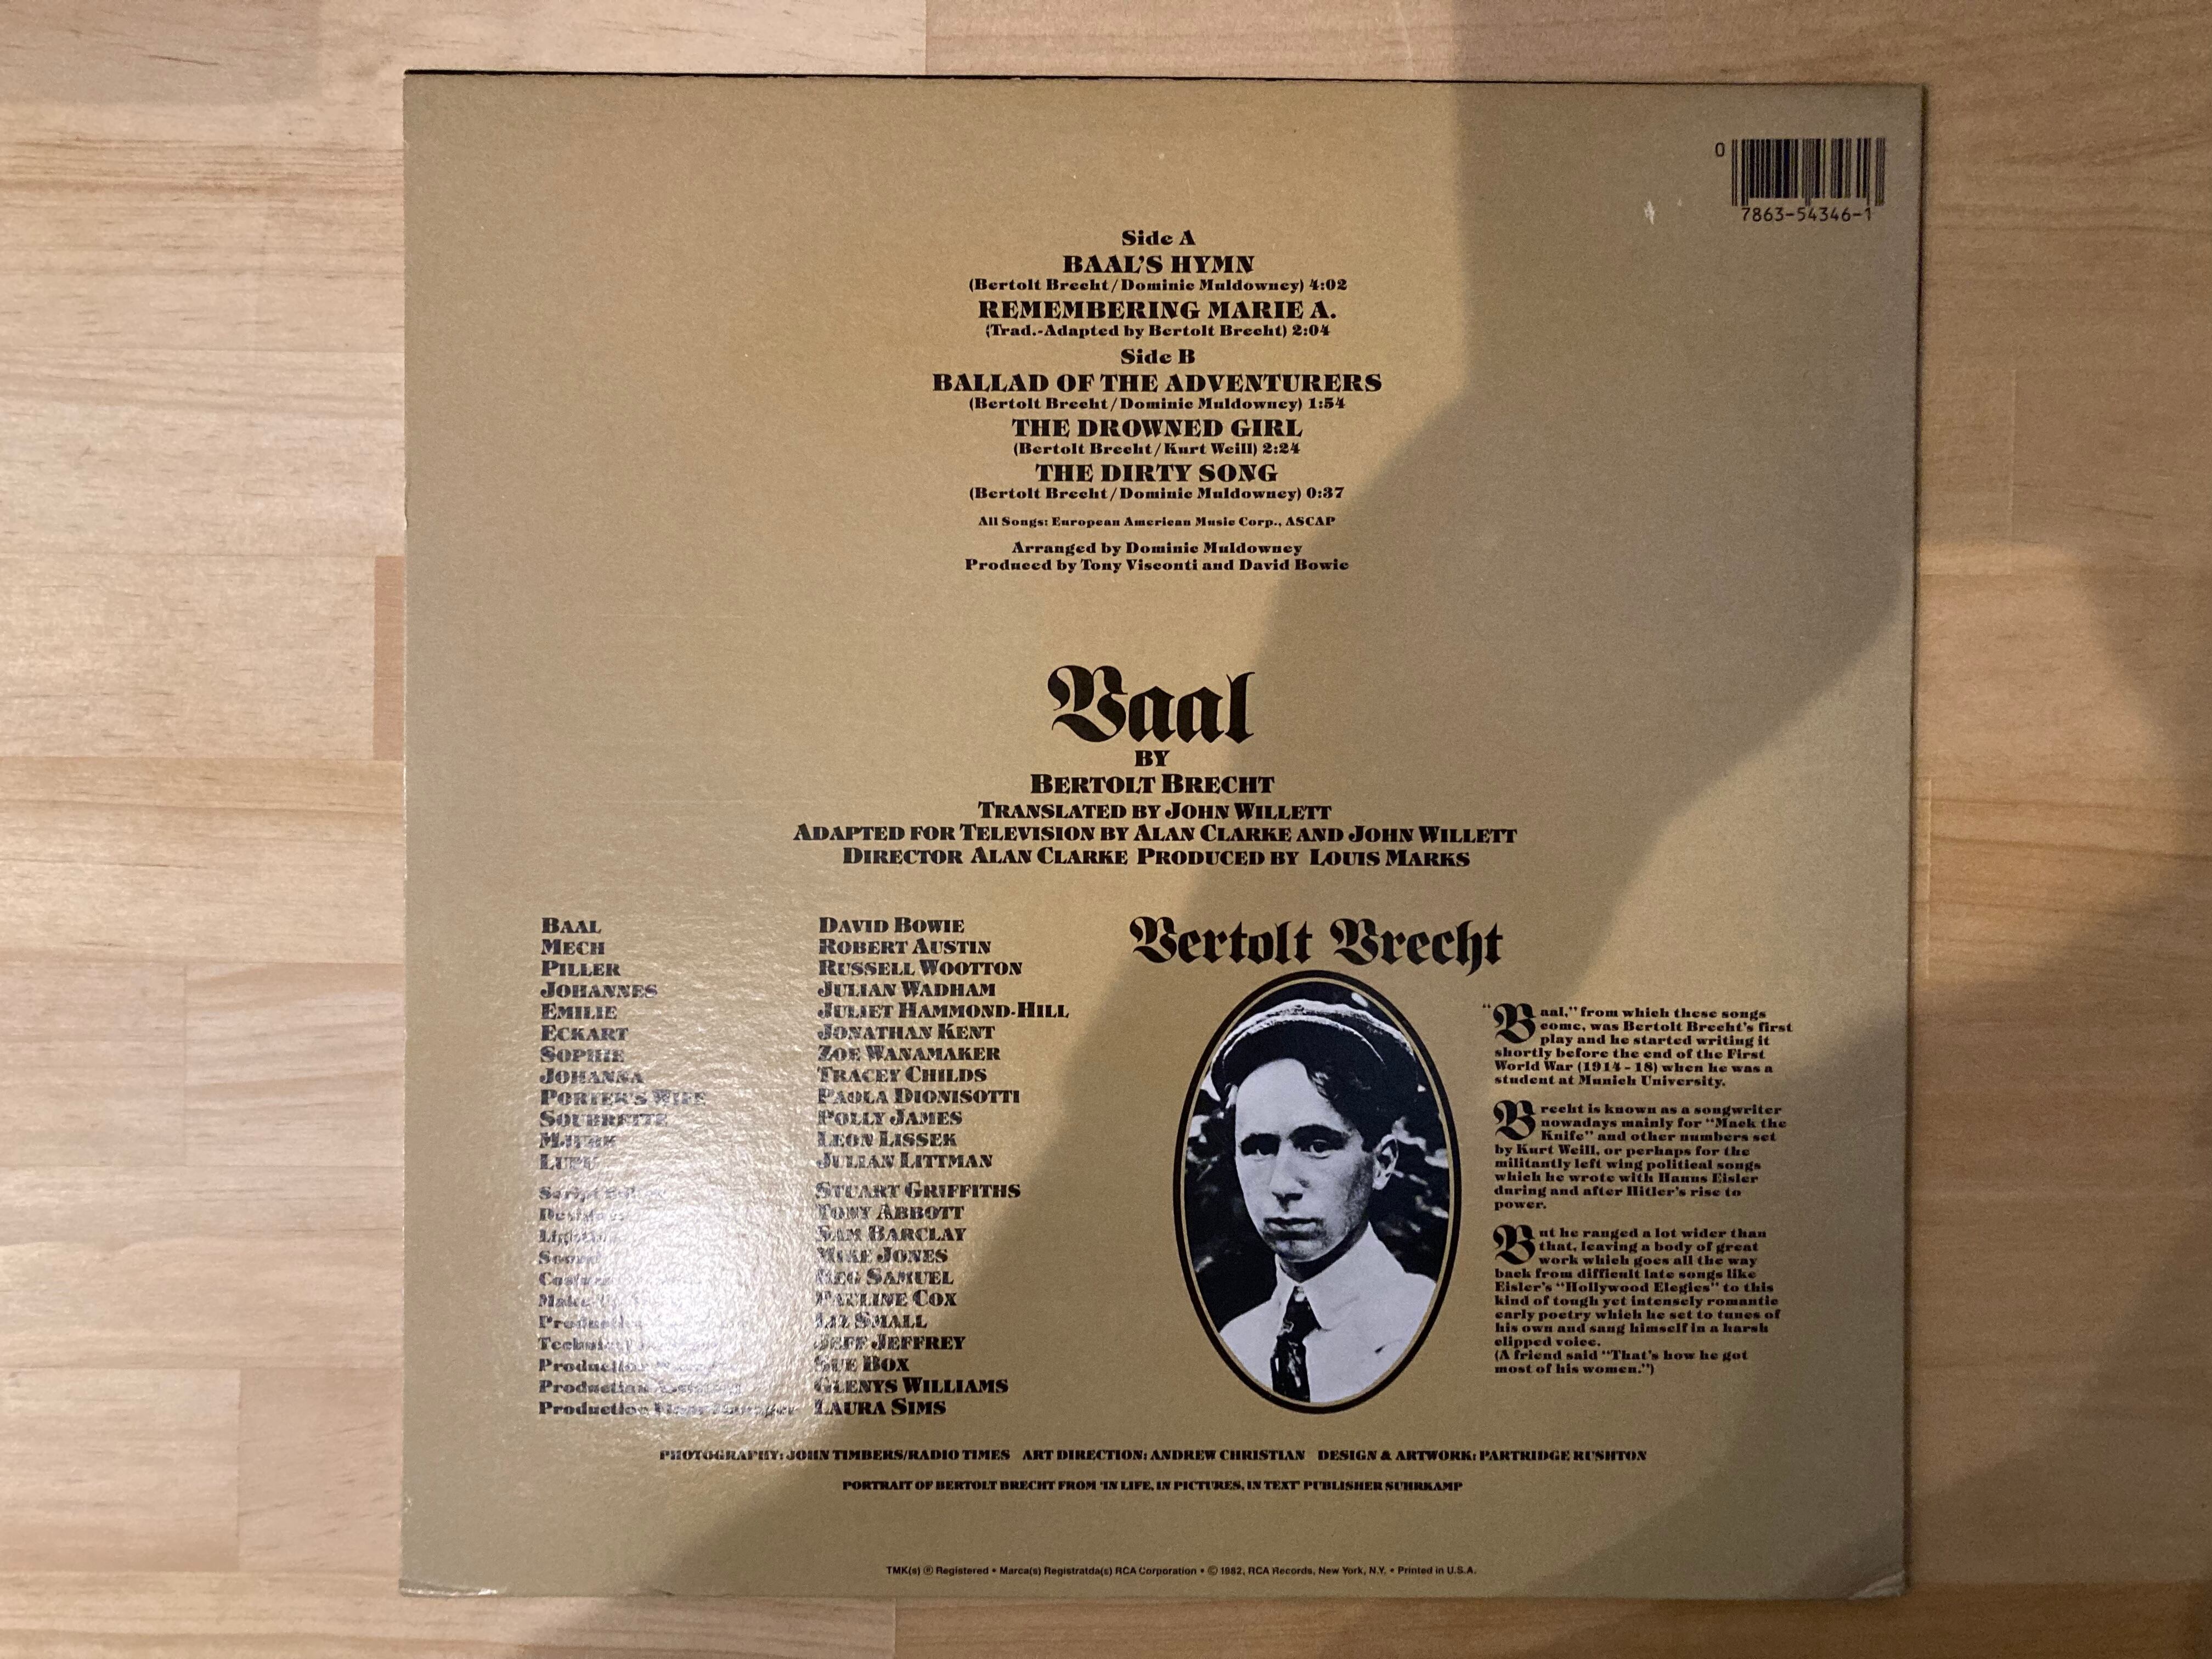 0
7863-54346-1
Side A
BAAL'S HYMN
(Bertolt Brecht/Dominic Muldowney) 4:02
REMEMBERING MARIE A.
(Trad.-Adapted by Bertolt Brecht) 2:04
Side B
BALLAD OF THE ADVENTURERS
(Bertolt Brecht/Dominic Muldowney) 1:54
THE DROWNED GIRL
(Bertolt Brecht/Kurt Weill) 2:24
THE DIRTY SONG
(Bertolt Brecht/Dominic Muldowney) 0:37
All Songs: European American Music Corp., ASCAP
Arranged by Dominic Muldowney
Produced by Tony Visconti and David Bowie
Baal
BY
BERTOLT BRECHT
TRANSLATED BY JOHN WILLETT
ADAPTED FOR TELEVISION BY ALAN CLARKE AND JOHN WILLETT
DIRECTOR ALAN CLARKE PRODUCED BY LOUIS MARKS
BAAL DAVID BOWIE
MECH ROBERT AUSTIN
PILLER RUSSELL WOOTTON
JOHANNES JULIAN WADHAM
EMILIE JULIET HAMMOND-HILL
ECKART JONATHAN KENT
SOPHIE ZOE WANAMAKER
JOHANNA TRACEY CHILDS
PORTER'S WIFE PAOLA DIONISOTTI
SOUBRETTE POLLY JAMES
LEON LISSEK
LUPU JULIAN LITTMAN
Script STUART GRIFFITHS
TONY ABBOTT
SAM BARCLAY
Sound MIKE JONES
REG SAMUEL
PAULINE COX
LIZ SMALL
JEFF JEFFREY
Production SUE BOX
Production GLENYS WILLIAMS
Production LAURA SIMS
Bertolt Brecht
"Baal," from which these songs
come, was Bertolt Brecht's first
play and he started writing it
shortly before the end of the First
World War (1914-18) when he was a
student at Munich University.
Brecht is known as a songwriter
nowadays mainly for "Mack the
Knife" and other numbers set
by Kurt Weill, or perhaps for the
militantly left wing political songs
which he wrote with Hanns Eisler
during and after Hitler's rise to
power.
But he ranged a lot wider than
that, leaving a body of great
work which goes all the way
back from difficult late songs like
Eisler's "Hollywood Elegies" to this
kind of tough yet intensely romantic
early poetry which he set to tunes of
his own and sang himself in a harsh
clipped voice.
(A friend said "That's how he got
most of his women.")
PHOTOGRAPHY: JOHN TIMBERS/RADIO TIMES ART DIRECTION: ANDREW CHRISTIAN DESIGN & ARTWORK: PARTRIDGE RUSHTON
PORTRAIT OF BERTOLT BRECHT FROM 'IN LIFE, IN PICTURES, IN TEXT' PUBLISHER SUHRKAMP
TMK(s) ® Registered • Marca(s) Registratda(s) RCA Corporation • © 1982, RCA Records, New York, N.Y. • Printed in U.S.A.